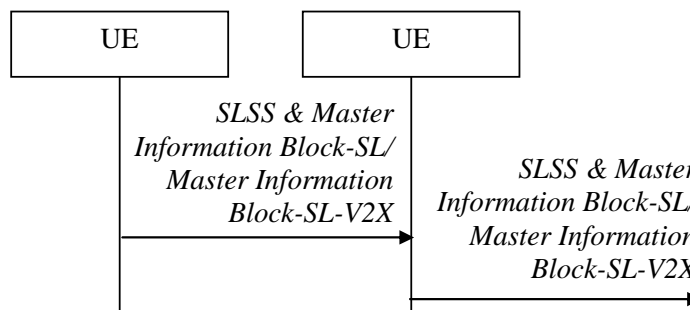 UE
UE
SLSS & Master
Information Block-SL/
Master Information
Block-SL-V2X
SLSS & Master
Information Block-SL/
Master Information
Block-SL-V2X